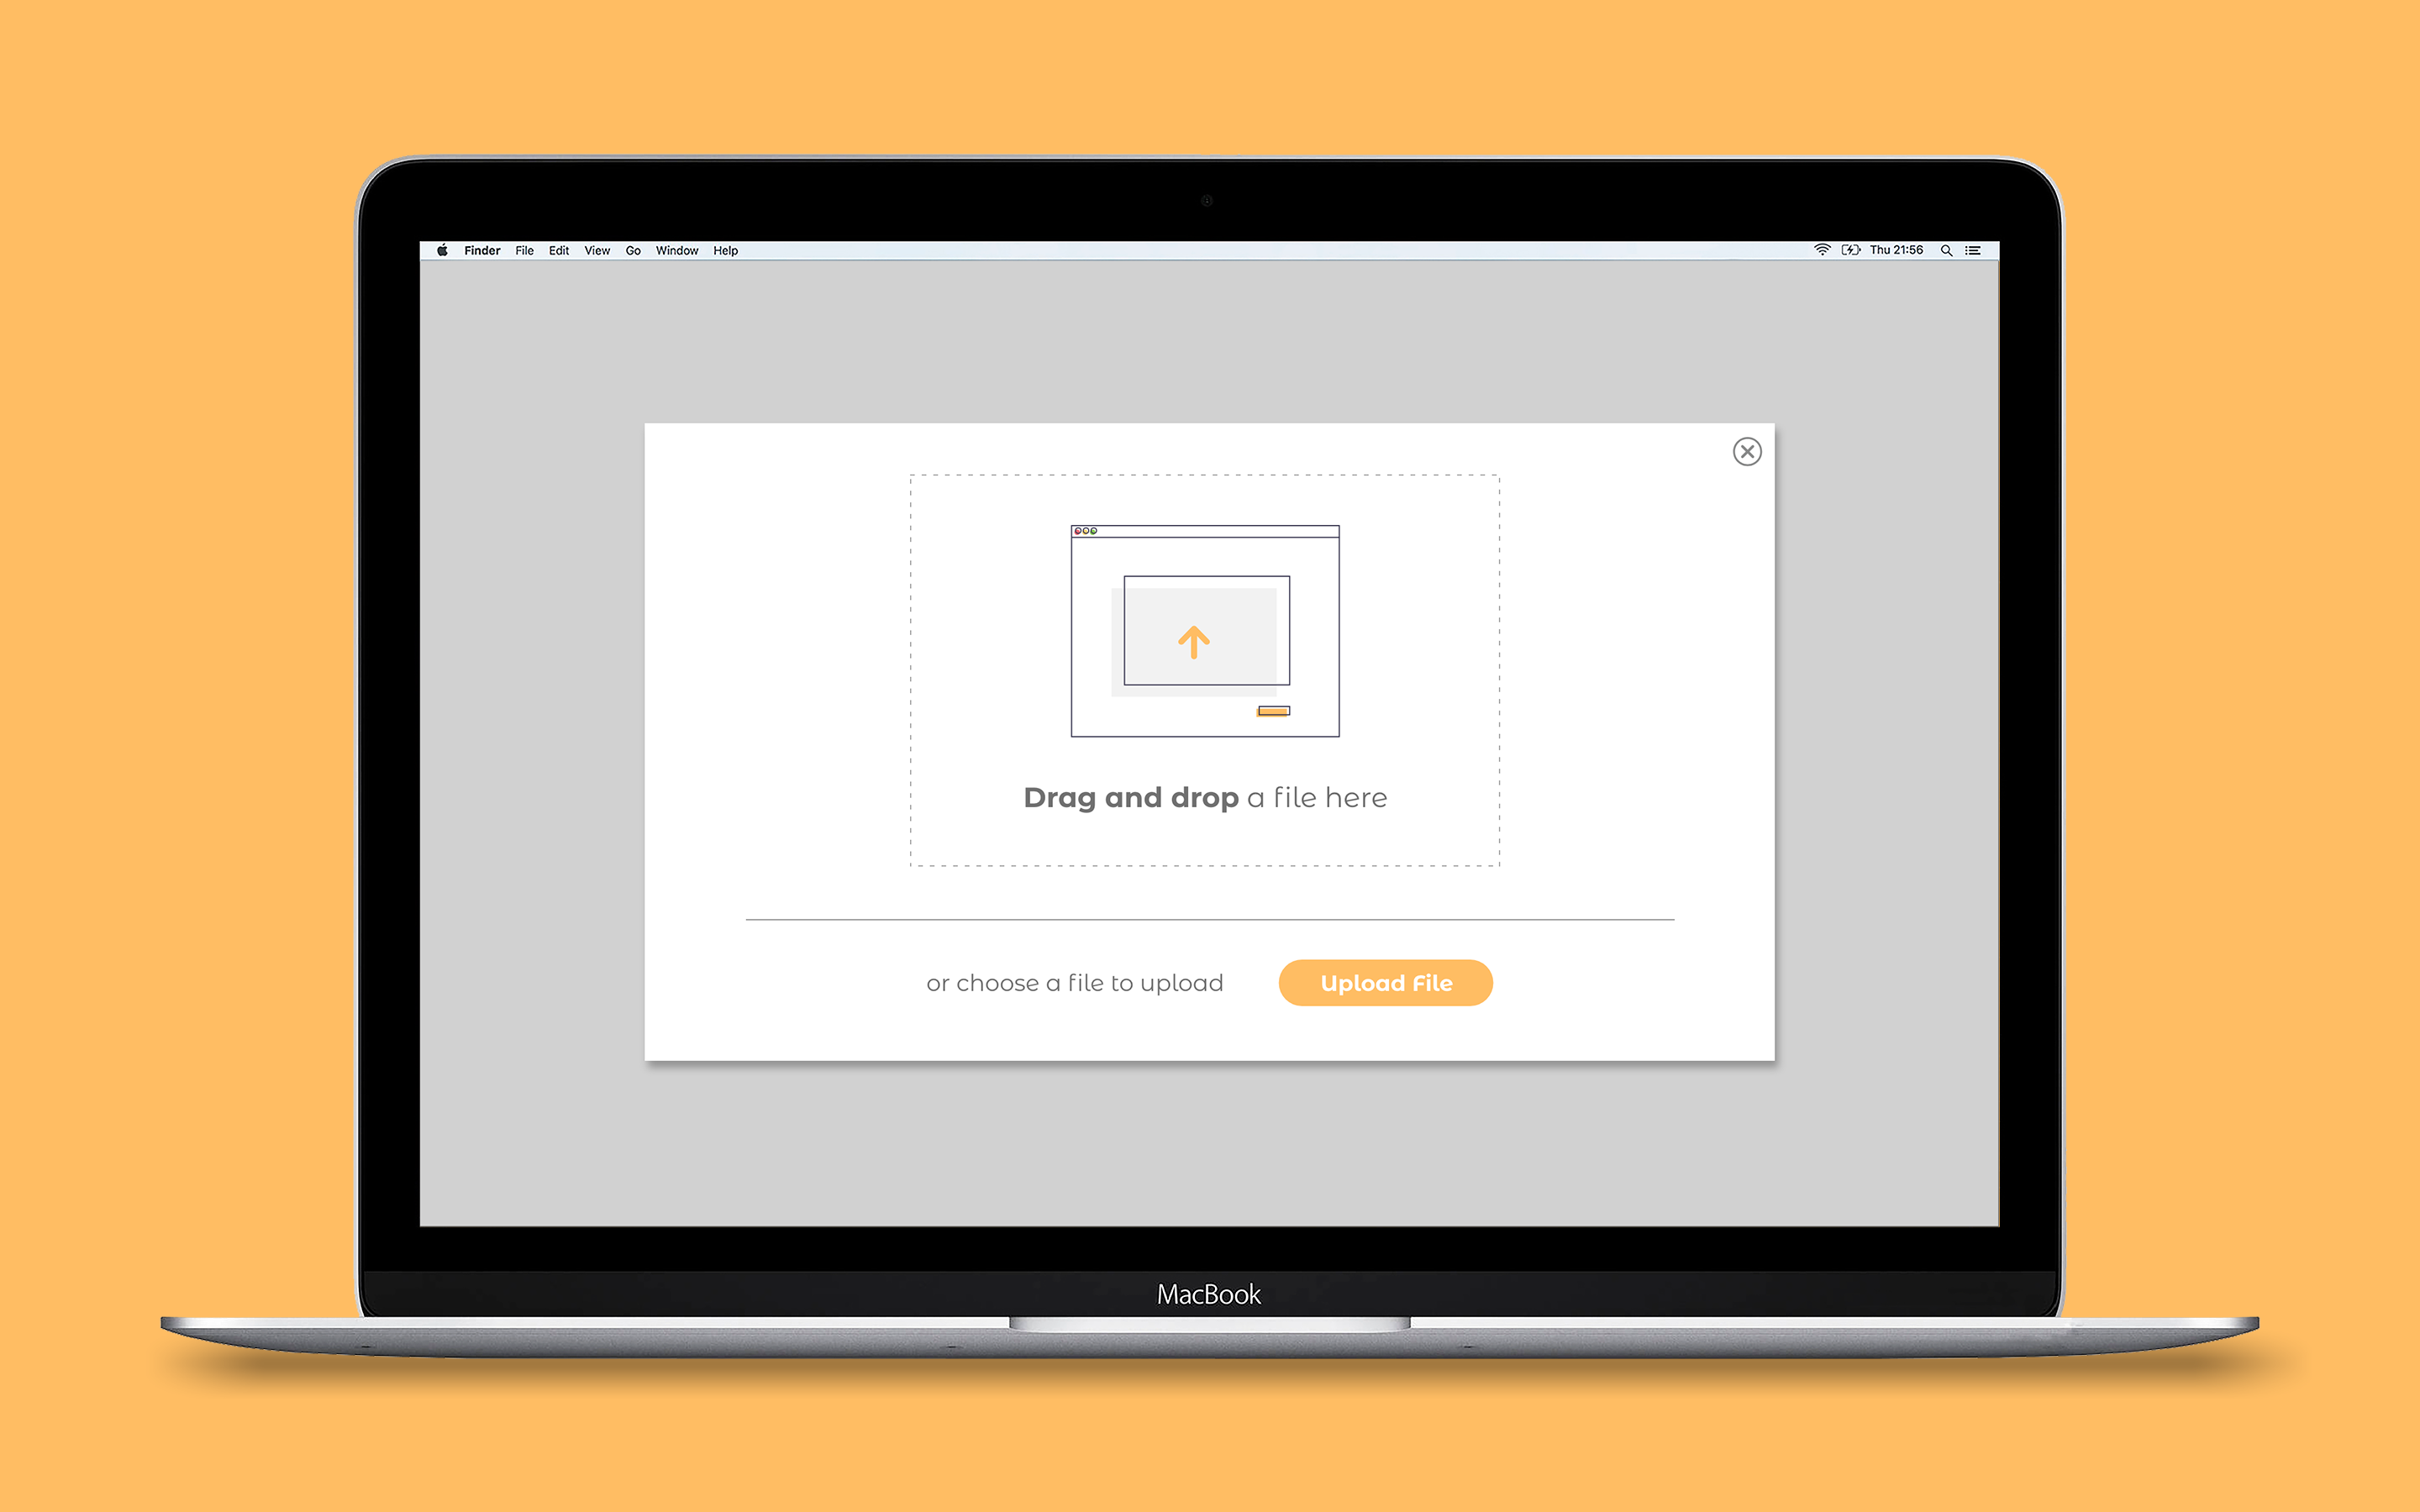 Finder File Edit View Go Window Help Thu 21:56
Drag and drop a file here
or choose a file to upload Upload File
MacBook